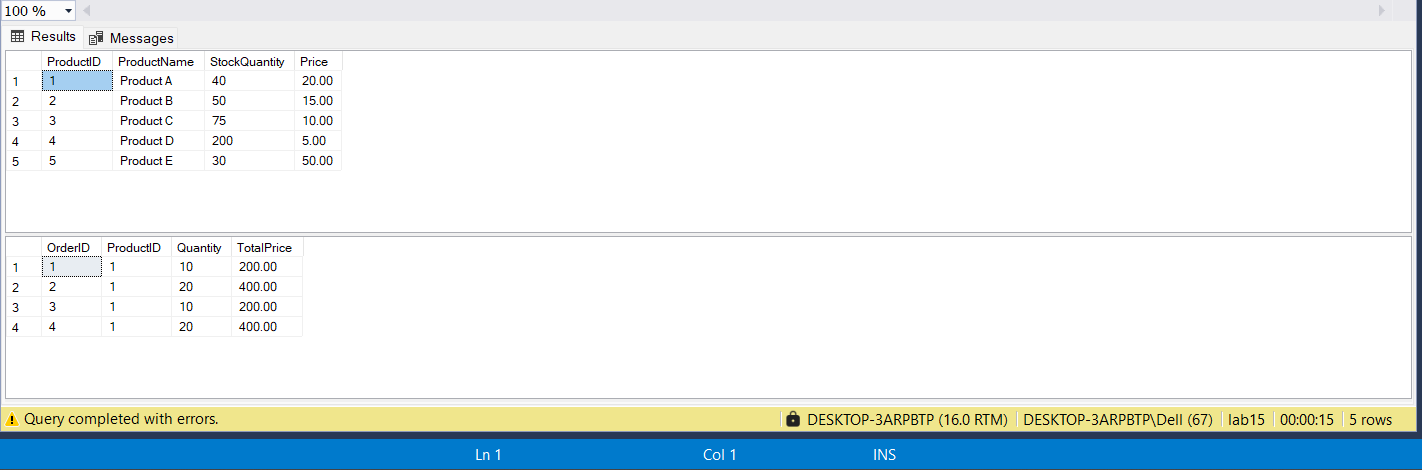 100 %
Results Messages
ProductID ProductName StockQuantity Price
1 1 Product A 40 20.00
2 2 Product B 50 15.00
3 3 Product C 75 10.00
4 4 Product D 200 5.00
5 5 Product E 30 50.00
OrderID ProductID Quantity TotalPrice
1 1 1 10 200.00
2 2 1 20 400.00
3 3 1 10 200.00
4 4 1 20 400.00
Query completed with errors. DESKTOP-3ARPBTP (16.0 RTM) DESKTOP-3ARPBTP\Dell (67) lab15 00:00:15 5 rows
Ln 1 Col 1 INS